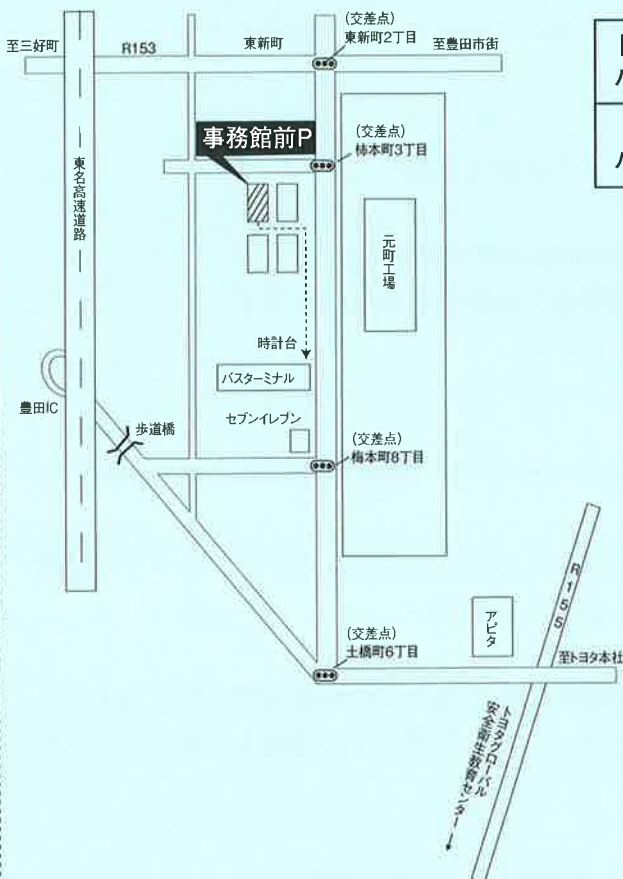 (交差点)
至三好町
R153
東新町
東新町2丁目
至豊田市街
事務館前P
(交差点)
柿本町3丁目
東名高速道路
元町工場
時計台
バスターミナル
豊田IC
セブンイレブン
歩道橋
(交差点)
梅本町8丁目
R155
アピタ
(交差点)
土橋町6丁目
至トヨタ本社
トヨタグローバル
安全衛生教育センター